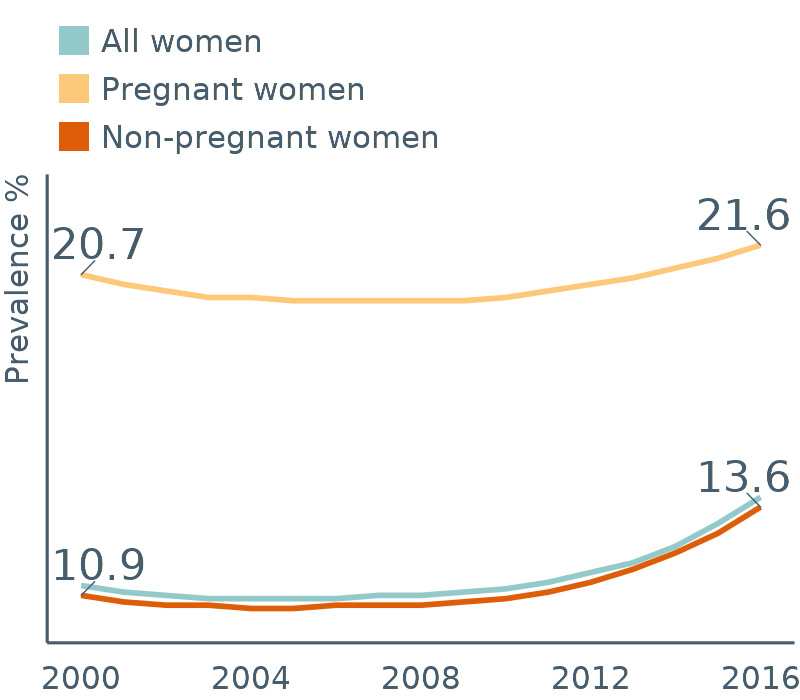 All women
Pregnant women
Non-pregnant women
Prevalence %
20.7
21.6
10.9
13.6
2000 2004 2008 2012 2016